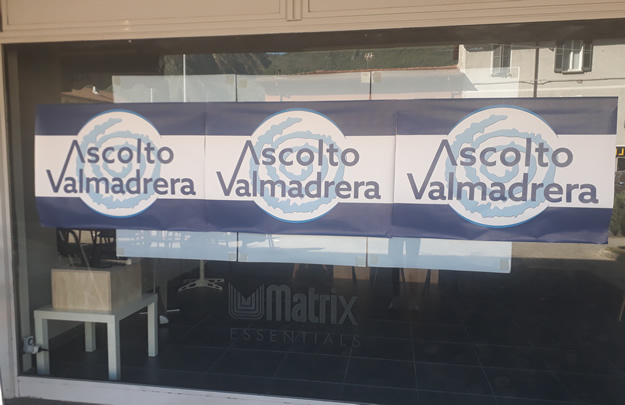 Ascolto
Valmadrera
Ascolto
Valmadrera
Ascolto
Valmadrera
Matrix
ESSENTIALS